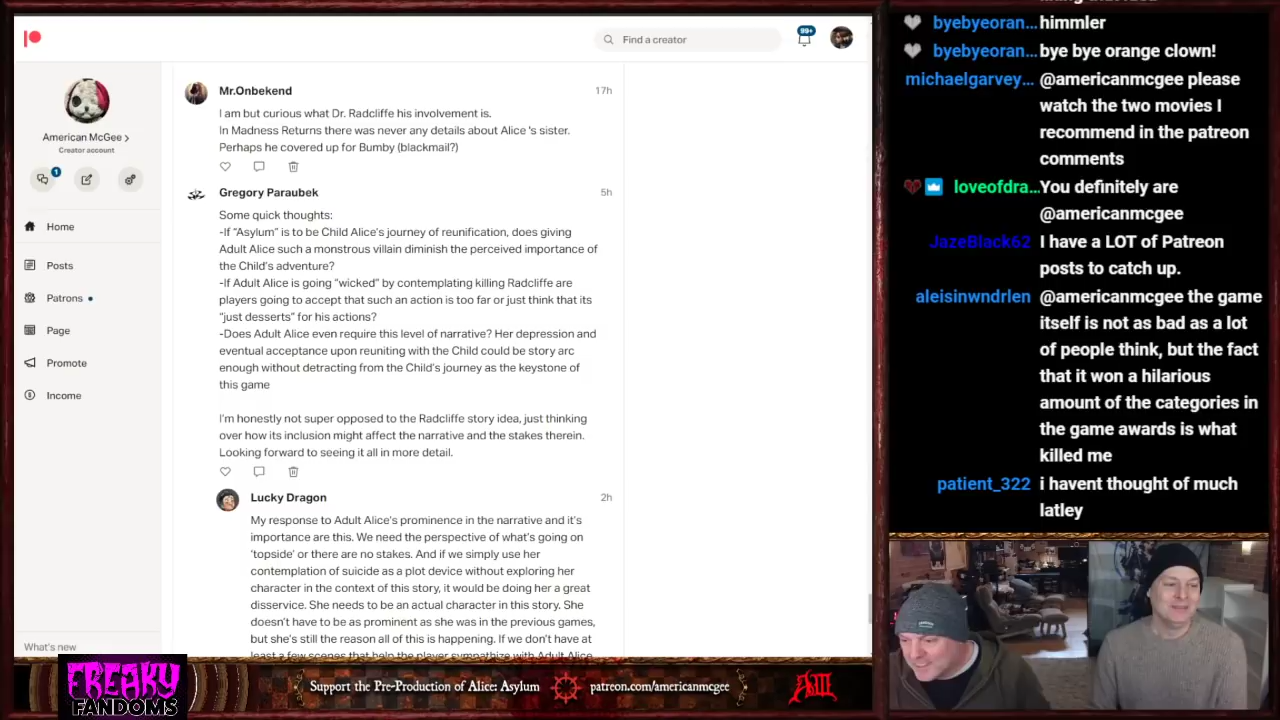 Find a creator
99+
American McGee
Creator account
1
Home
Posts
Patrons
Page
Promote
Income
What's new
Mr.Onbekend 17h
I am but curious what Dr. Radcliffe his involvement is.
In Madness Returns there was never any details about Alice 's sister.
Perhaps he covered up for Bumby (blackmail?)
Gregory Paraubek 5h
Some quick thoughts:
-If “Asylum” is to be Child Alice’s journey of reunification, does giving
Adult Alice such a monstrous villain diminish the perceived importance of
the Child’s adventure?
-If Adult Alice is going “wicked” by contemplating killing Radcliffe are
players going to accept that such an action is too far or just think that its
“just desserts” for his actions?
-Does Adult Alice even require this level of narrative? Her depression and
eventual acceptance upon reuniting with the Child could be story arc
enough without detracting from the Child’s journey as the keystone of
this game
I’m honestly not super opposed to the Radcliffe story idea, just thinking
over how its inclusion might affect the narrative and the stakes therein.
Looking forward to seeing it all in more detail.
Lucky Dragon 2h
My response to Adult Alice’s prominence in the narrative and it’s
importance are this. We need the perspective of what’s going on
‘topside’ or there are no stakes. And if we simply use her
contemplation of suicide as a plot device without exploring her
character in the context of this story, it would be doing her a great
disservice. She needs to be an actual character in this story. She
doesn’t have to be as prominent as she was in the previous games,
but she’s still the reason all of this is happening. If we don’t have at
least a few scenes that help the player sympathize with Adult Alice
byebyeoran... himmler
byebyeoran... bye bye orange clown!
michaelgarvey... @americanmcgee please
watch the two movies I
recommend in the patreon
comments
loveofdra... You definitely are
@americanmcgee
JazeBlack62 I have a LOT of Patreon
posts to catch up.
aleisinwndrlen @americanmcgee the game
itself is not as bad as a lot
of people think, but the fact
that it won a hilarious
amount of the categories in
the game awards is what
killed me
patient_322 i havent thought of much
latley
FREAKY
FANDOMS
Support the Pre-Production of Alice: Asylum patreon.com/americanmcgee